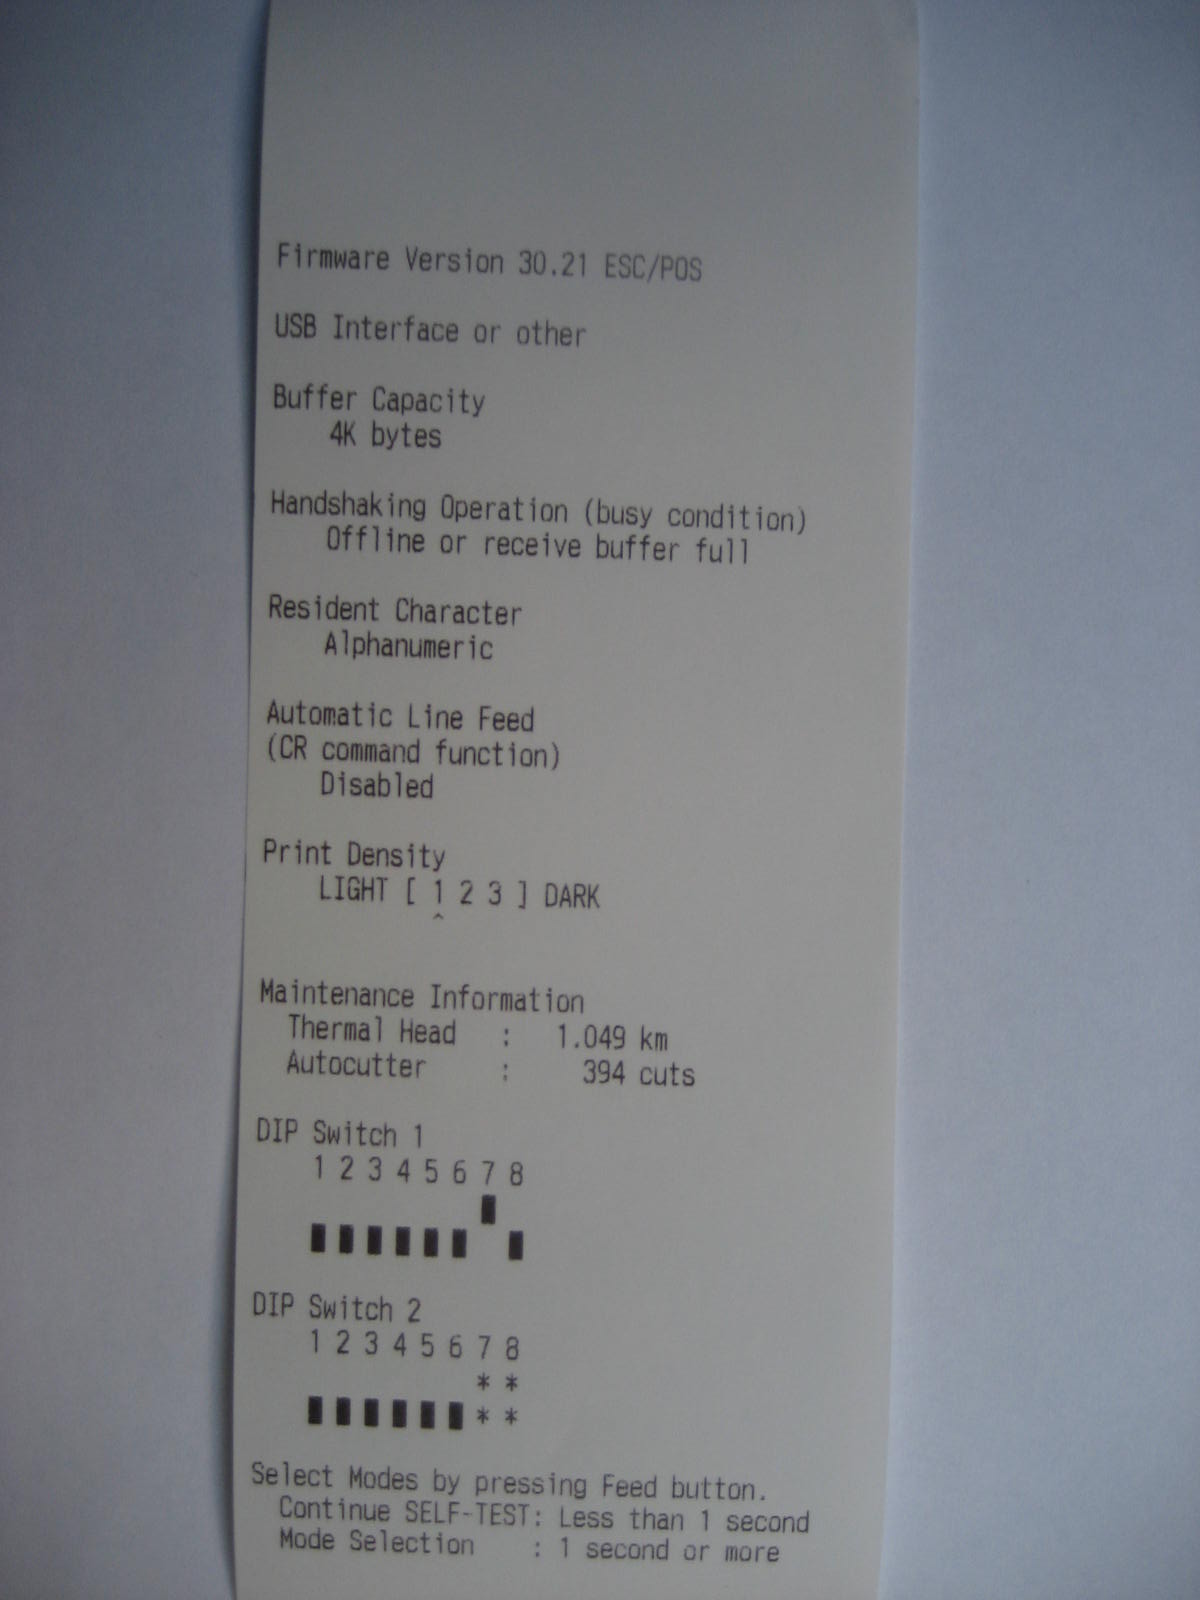 Firmware Version 30.21 ESC/POS
USB Interface or other
Buffer Capacity
4K bytes
Handshaking Operation (busy condition)
Offline or receive buffer full
Resident Character
Alphanumeric
Automatic Line Feed
(CR command function)
Disabled
Print Density
LIGHT [ 1 2 3 ] DARK
^
Maintenance Information
Thermal Head : 1.049 km
Autocutter : 394 cuts
DIP Switch 1
1 2 3 4 5 6 7 8
DIP Switch 2
1 2 3 4 5 6 7 8
* *
* *
Select Modes by pressing Feed button.
Continue SELF-TEST: Less than 1 second
Mode Selection : 1 second or more